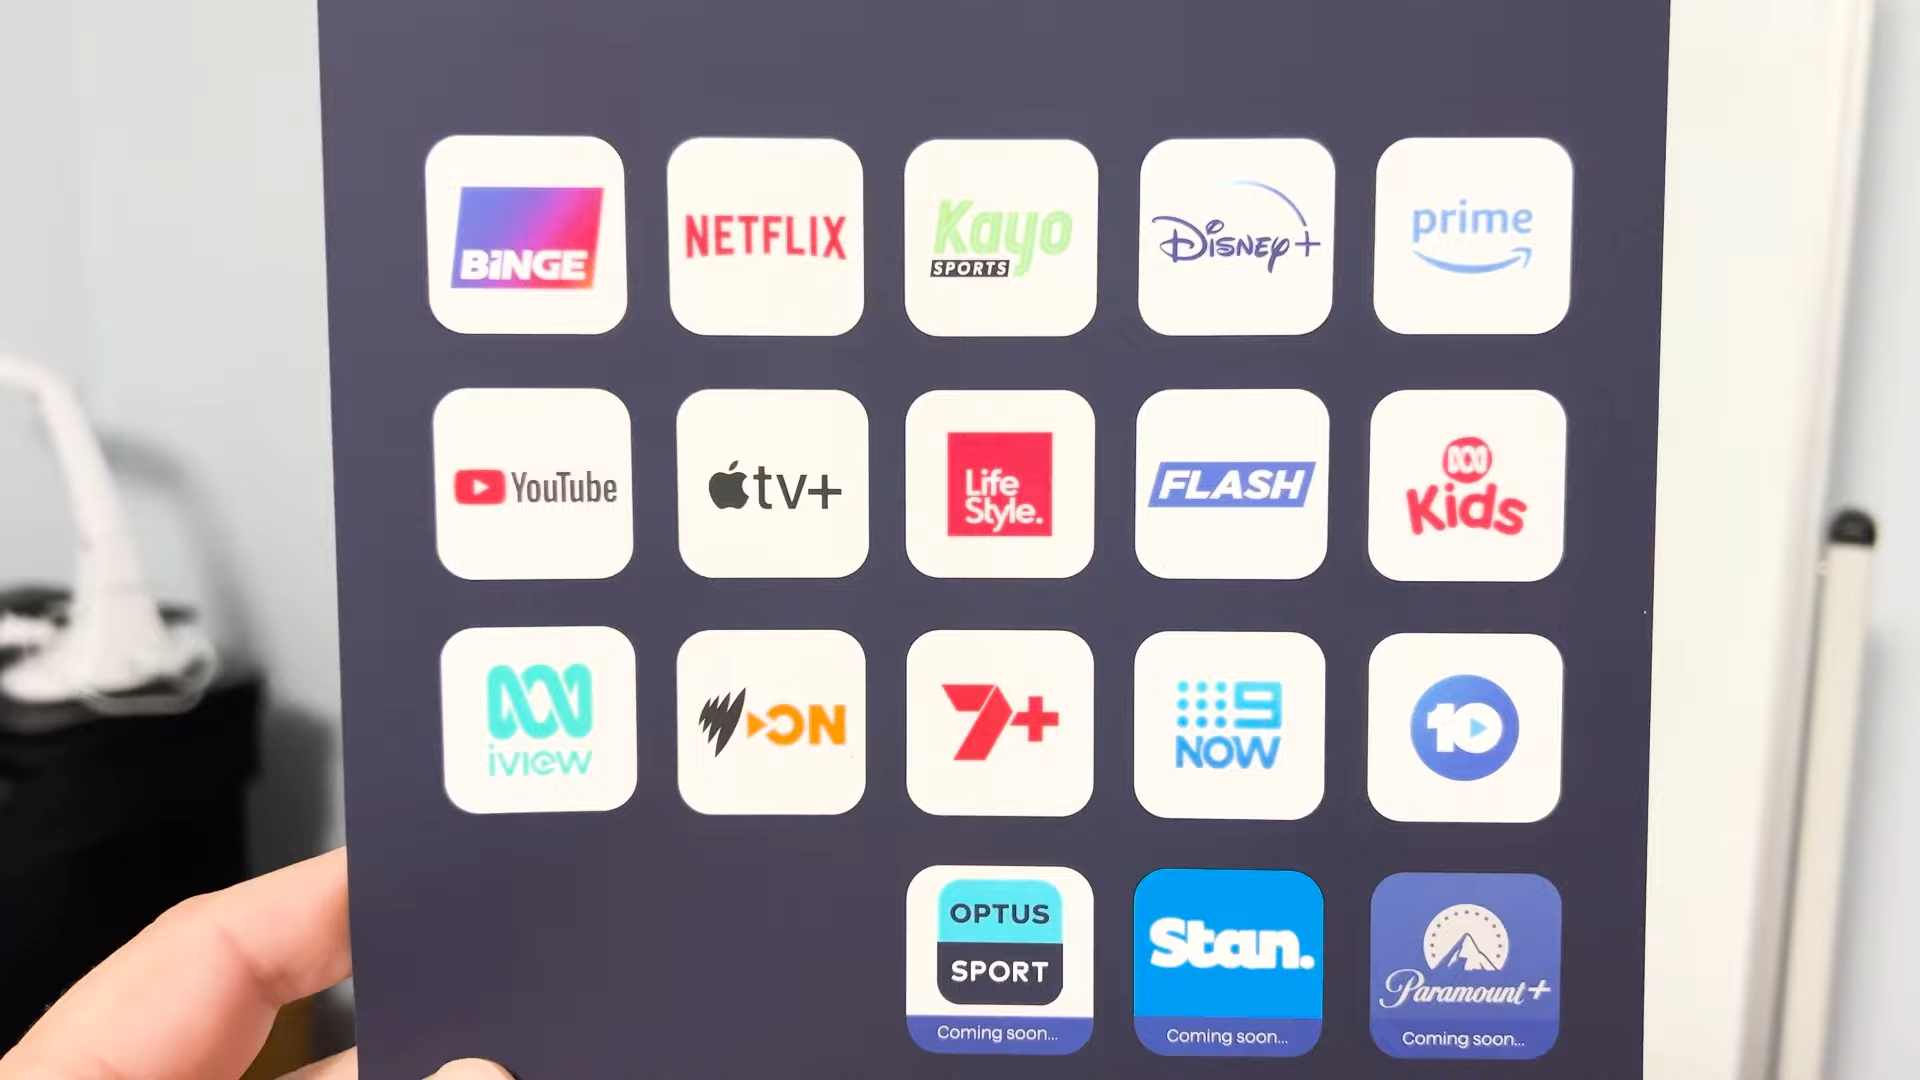 BiNGE
NETFLIX
Kayo
SPORTS
Disney+
prime
YouTube
tv+
Life
Style.
FLASH
Kids
iview
ON
7+
9
NOW
10
OPTUS
SPORT
Coming soon...
Stan.
Coming soon...
Paramount+
Coming soon...